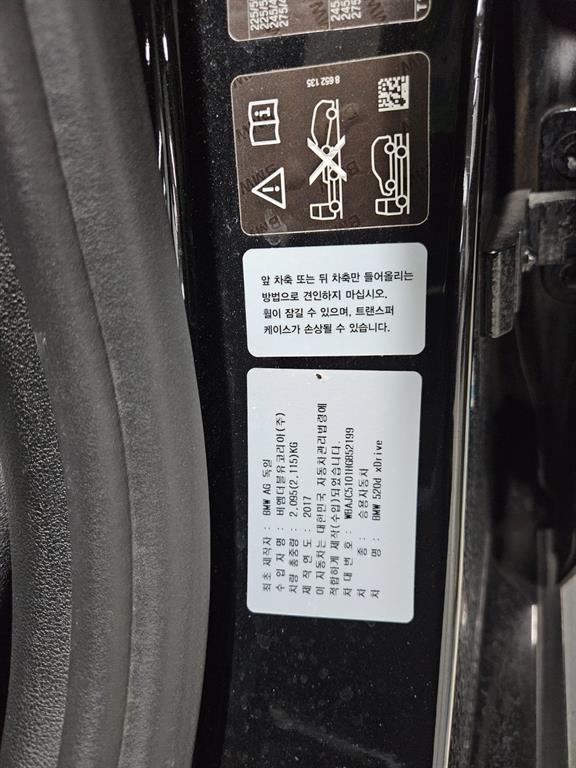 8 652 135
앞 차축 또는 뒤 차축만 들어올리는
방법으로 견인하지 마십시오.
휠이 잠길 수 있으며, 트랜스퍼
케이스가 손상될 수 있습니다.
최초 제작자 : BMW AG 독일
수 입 자 명 : 비엠더블유코리아(주)
차량 총중량 : 2,095(2,115)KG
제 작 연 도 : 2017
이 자동차는 대한민국 자동차관리법령에
적합하게 제작(수입)되었습니다.
차 대 번 호 : WBAJC5101HG852199
차 종 : 승용자동차
차 명 : BMW 520d xDrive